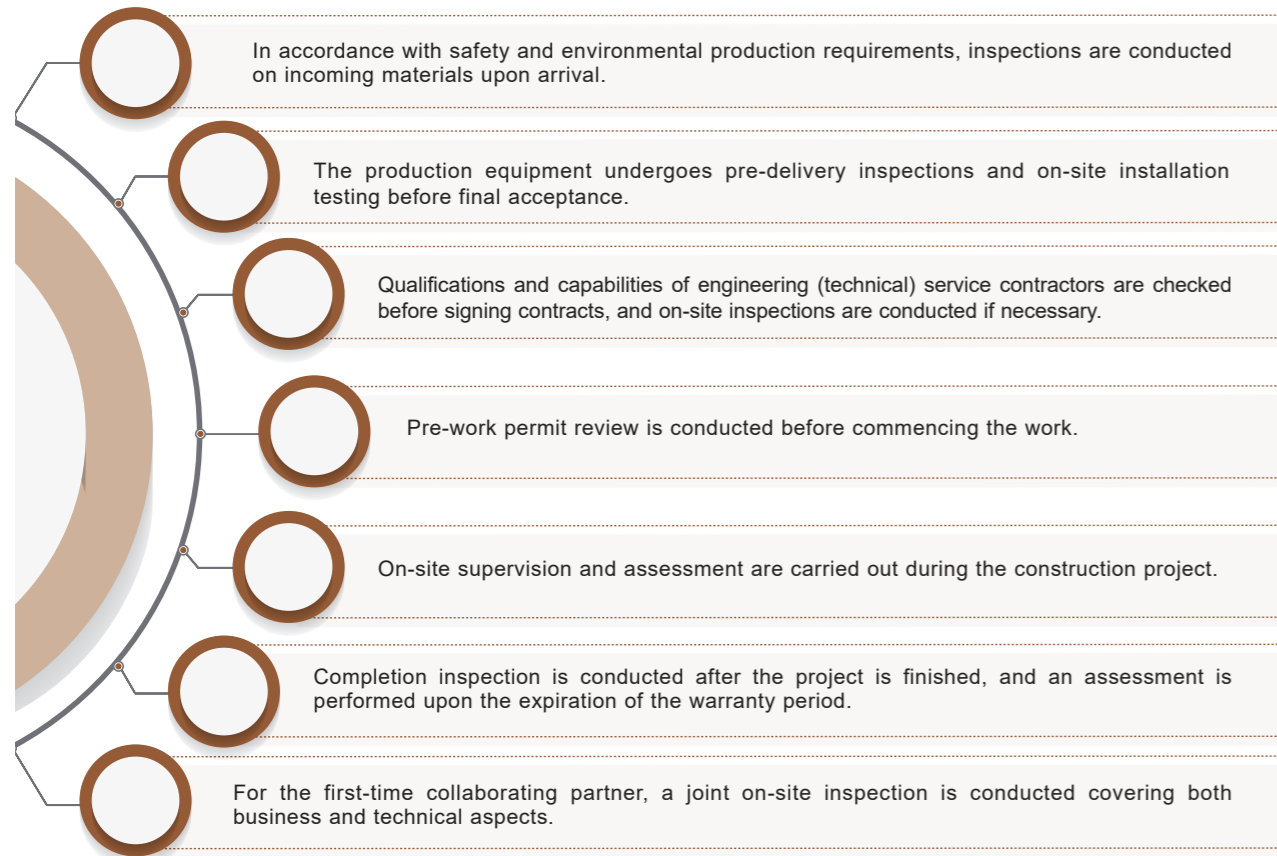 In accordance with safety and environmental production requirements, inspections are conducted
on incoming materials upon arrival.
The production equipment undergoes pre-delivery inspections and on-site installation
testing before final acceptance.
Qualifications and capabilities of engineering (technical) service contractors are checked
before signing contracts, and on-site inspections are conducted if necessary.
Pre-work permit review is conducted before commencing the work.
On-site supervision and assessment are carried out during the construction project.
Completion inspection is conducted after the project is finished, and an assessment is
performed upon the expiration of the warranty period.
For the first-time collaborating partner, a joint on-site inspection is conducted covering both
business and technical aspects.